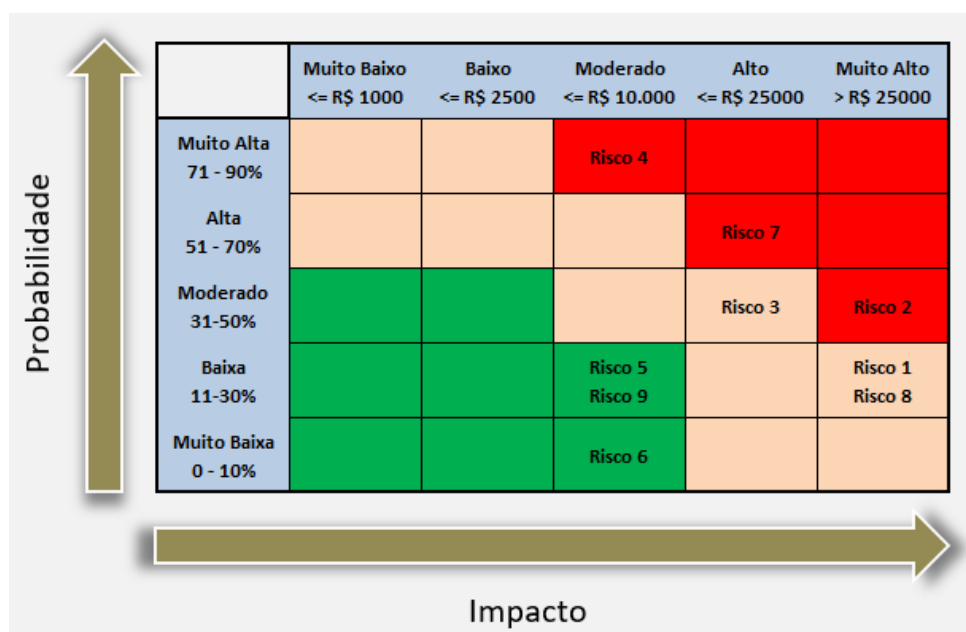 Muito Baixo Baixo Moderado Alto Muito Alto
<= R$ 1000 <= R$ 2500 <= R$ 10.000 <= R$ 25000 > R$ 25000
Muito Alta
71 - 90%
Risco 4
Alta
51 - 70%
Risco 7
Moderado
31-50%
Risco 3 Risco 2
Baixa Risco 5 Risco 1
11-30% Risco 9 Risco 8
Muito Baixa
0 - 10%
Risco 6
Probabilidade
Impacto